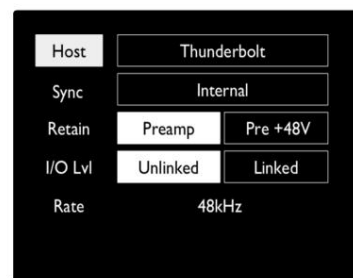 Host Thunderbolt
Sync Internal
Retain Preamp Pre +48V
I/O Lvl Unlinked Linked
Rate 48kHz